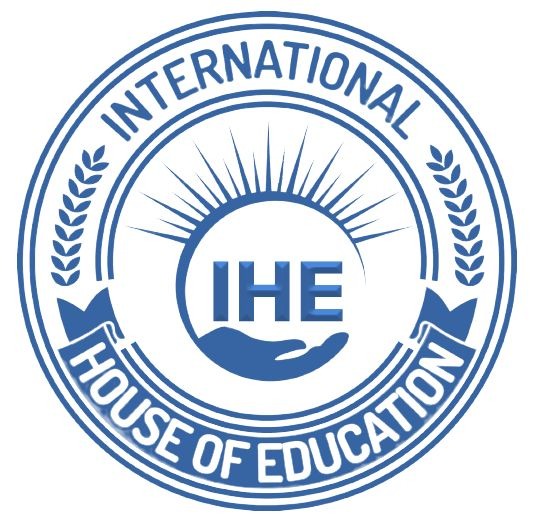 INTERNATIONAL
IHE
HOUSE OF EDUCATION